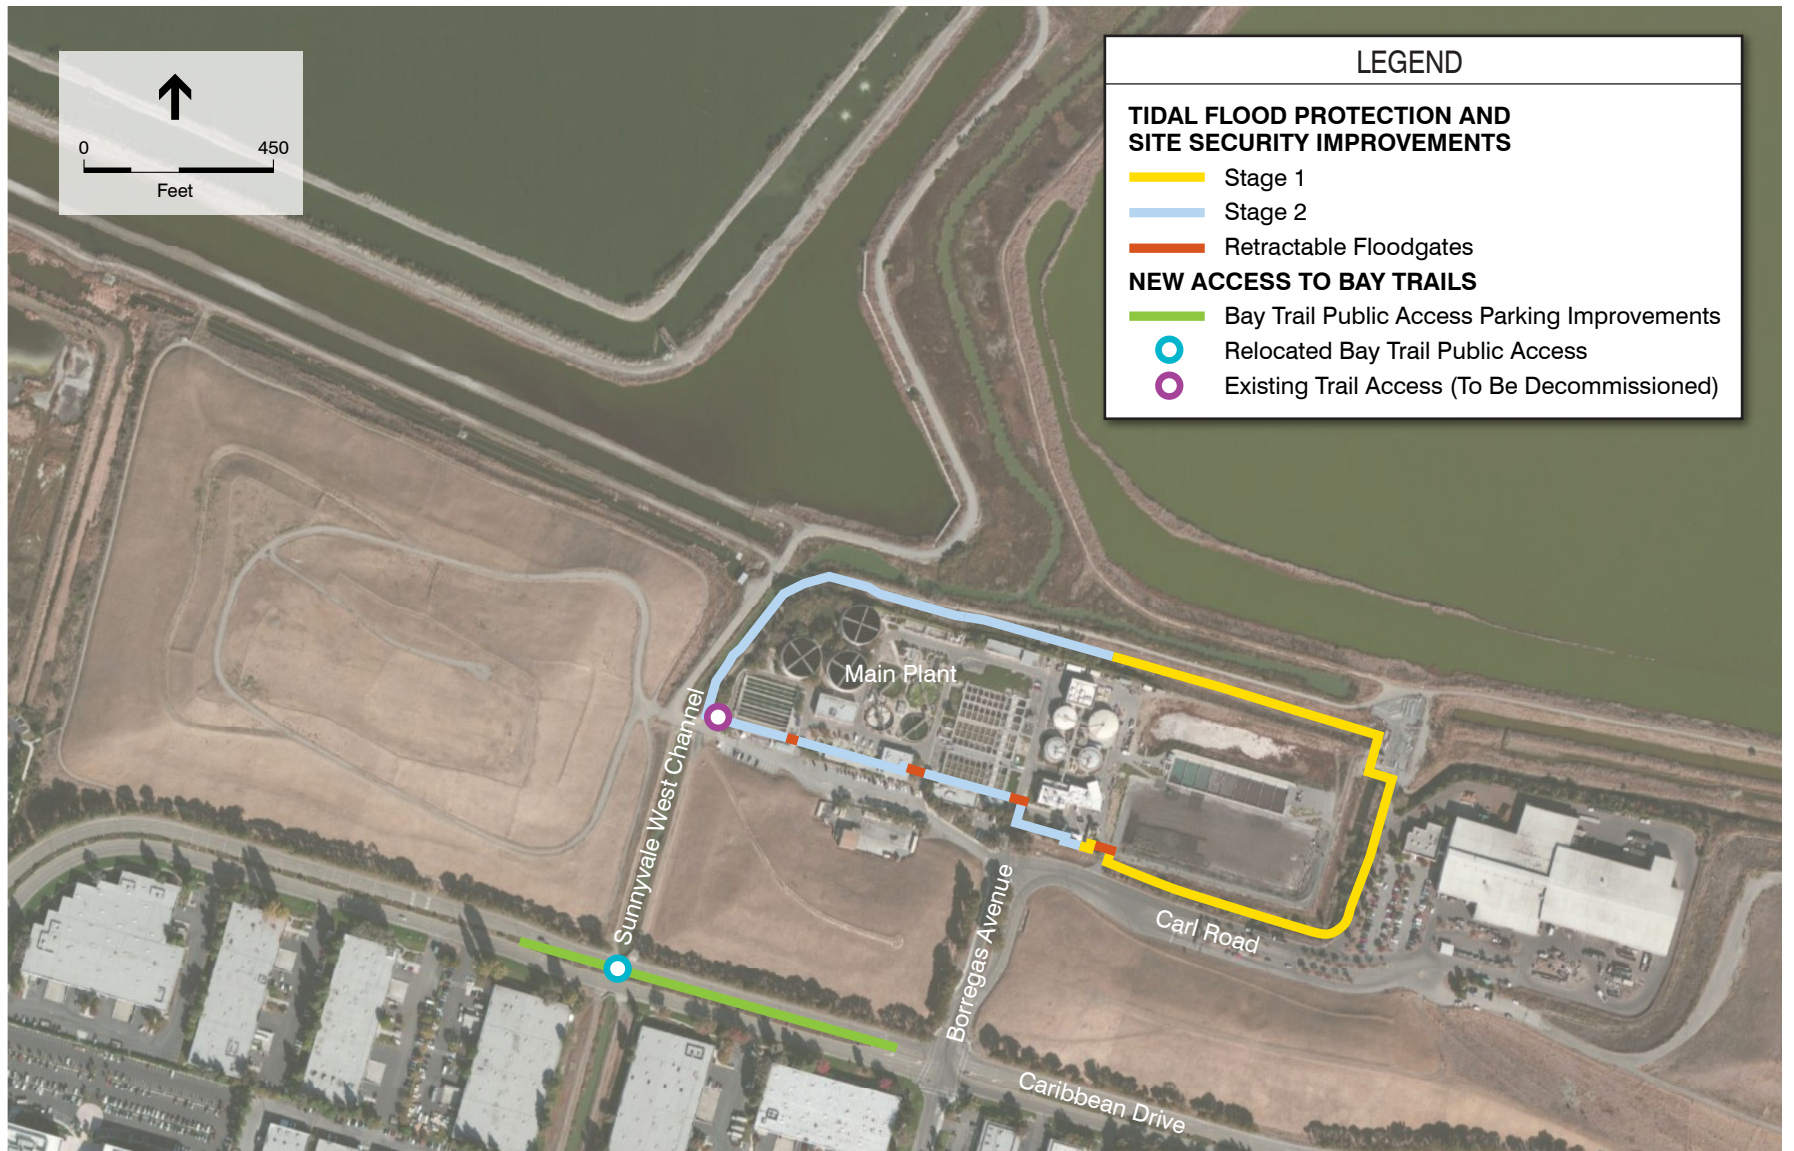 0 450
Feet
LEGEND
TIDAL FLOOD PROTECTION AND
SITE SECURITY IMPROVEMENTS
Stage 1
Stage 2
Retractable Floodgates
NEW ACCESS TO BAY TRAILS
Bay Trail Public Access Parking Improvements
Relocated Bay Trail Public Access
Existing Trail Access (To Be Decommissioned)
Main Plant
Sunnyvale West Channel
Borregas Avenue
Carl Road
Caribbean Drive